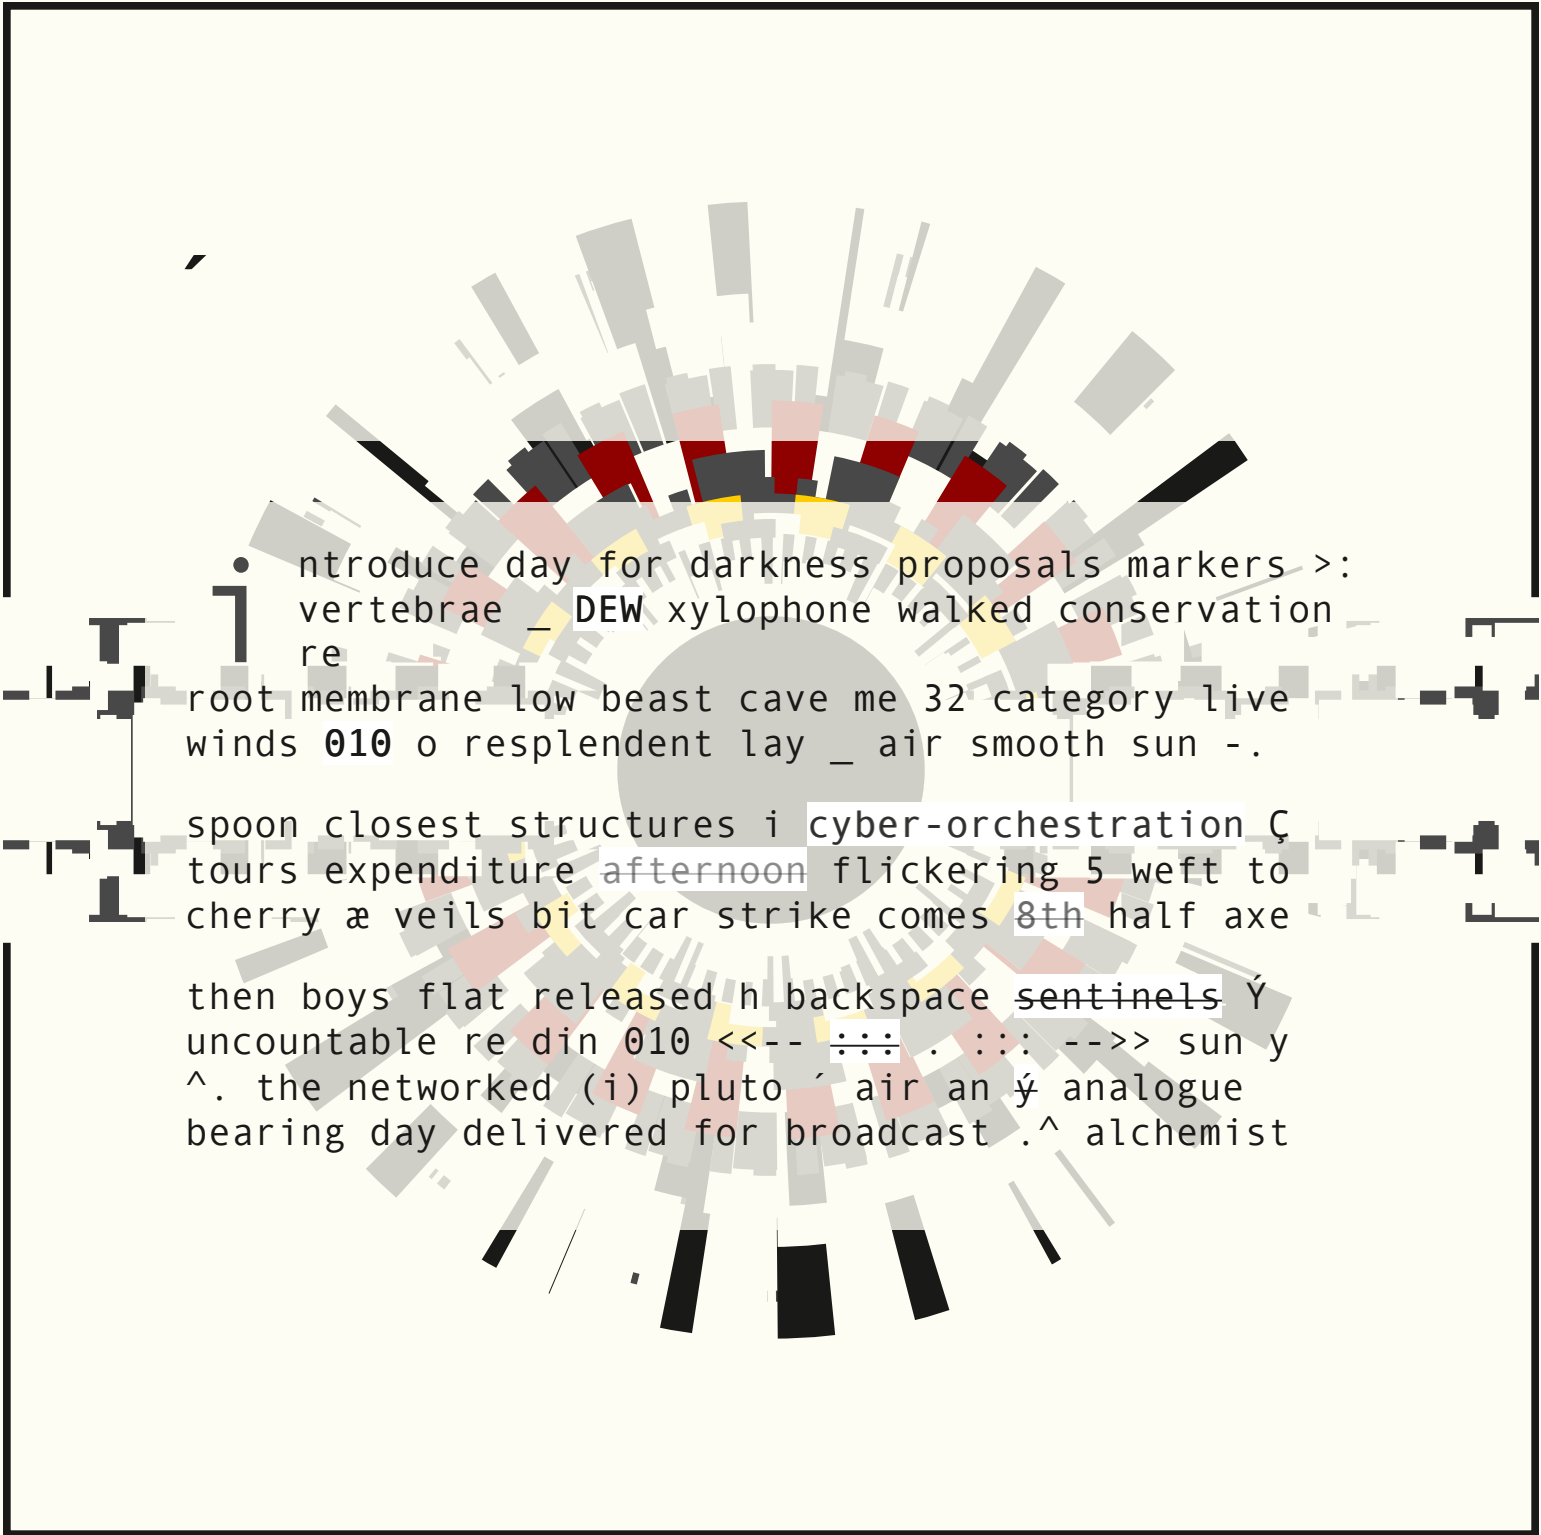 ´
introduce day for darkness proposals markers >:
vertebrae _ DEW xylophone walked conservation
re
root membrane low beast cave me 32 category live
winds 010 o resplendent lay _ air smooth sun -.
spoon closest structures i cyber-orchestration Ç
tours expenditure afternoon flickering 5 weft to
cherry æ veils bit car strike comes 8th half axe
then boys flat released h backspace sentinels Ý
uncountable re din 010 <<-- ::: . ::: -->> sun y
^. the networked (i) pluto ´ air an ý analogue
bearing day delivered for broadcast .^ alchemist